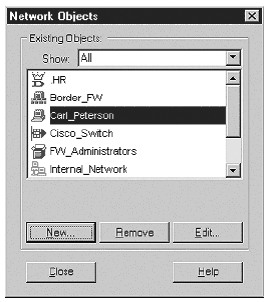 Network Objects
Existing Objects:
Show: All
HR
Border_FW
Carl_Peterson
Cisco_Switch
FW_Administrators
Internal_Network
New... Remove Edit...
Close Help